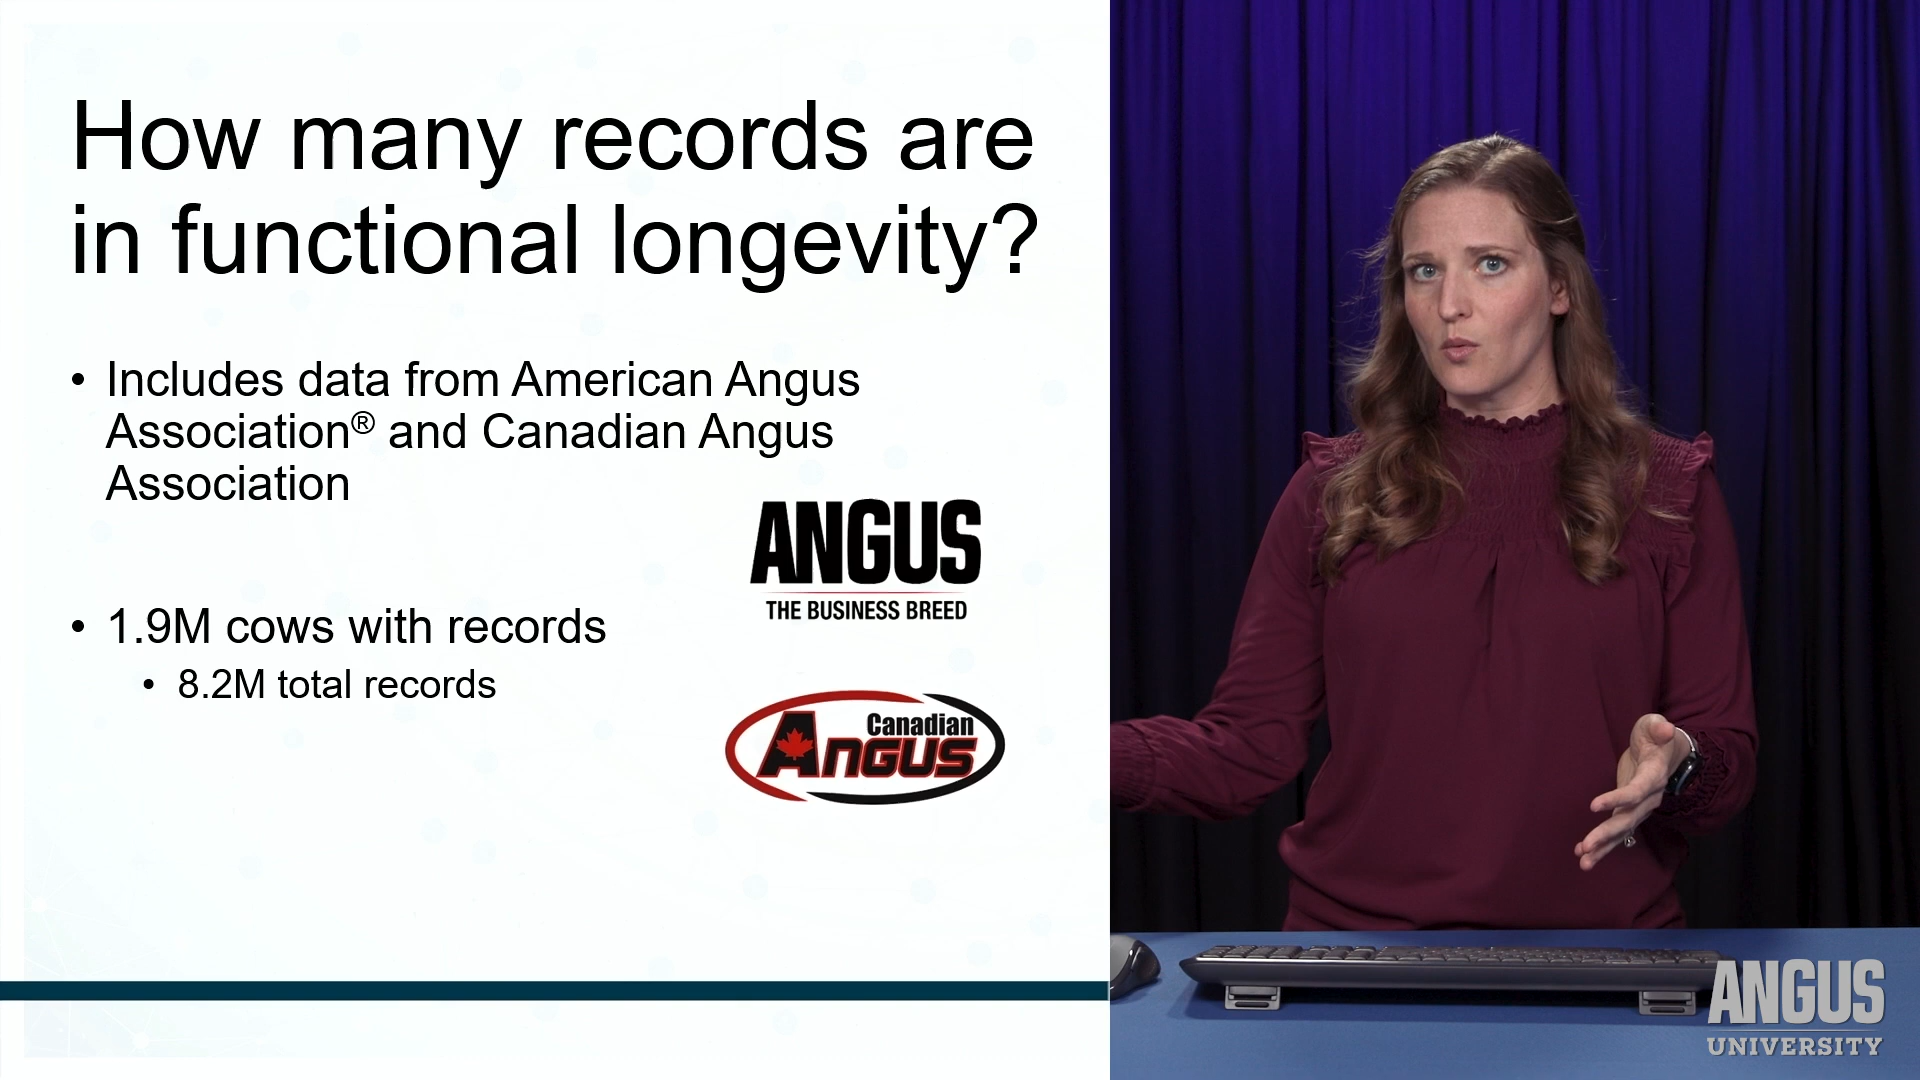 How many records are
in functional longevity?
• Includes data from American Angus
Association® and Canadian Angus
Association
ANGUS
THE BUSINESS BREED
• 1.9M cows with records
• 8.2M total records
Canadian
ANGUS
ANGUS
UNIVERSITY